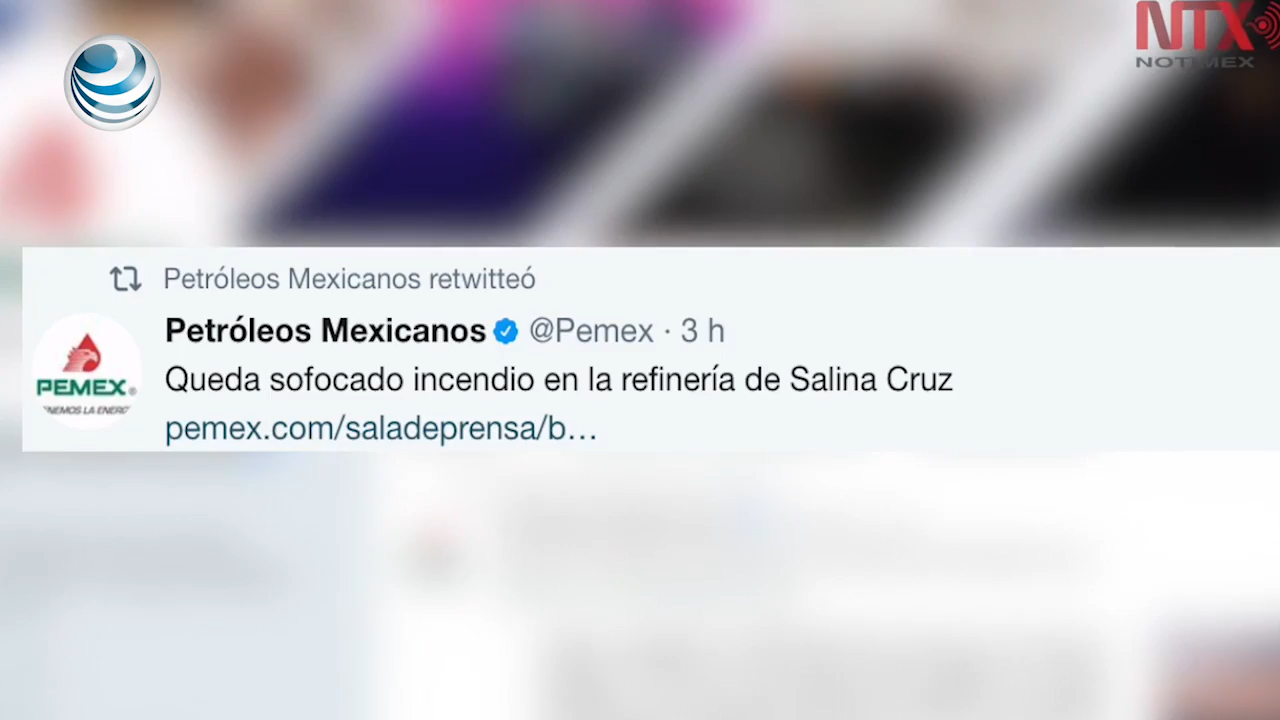 NTX
NOTIMEX
Petróleos Mexicanos retwitteó
Petróleos Mexicanos @Pemex · 3 h
Queda sofocado incendio en la refinería de Salina Cruz
pemex.com/saladeprensa/b…
PEMEX®